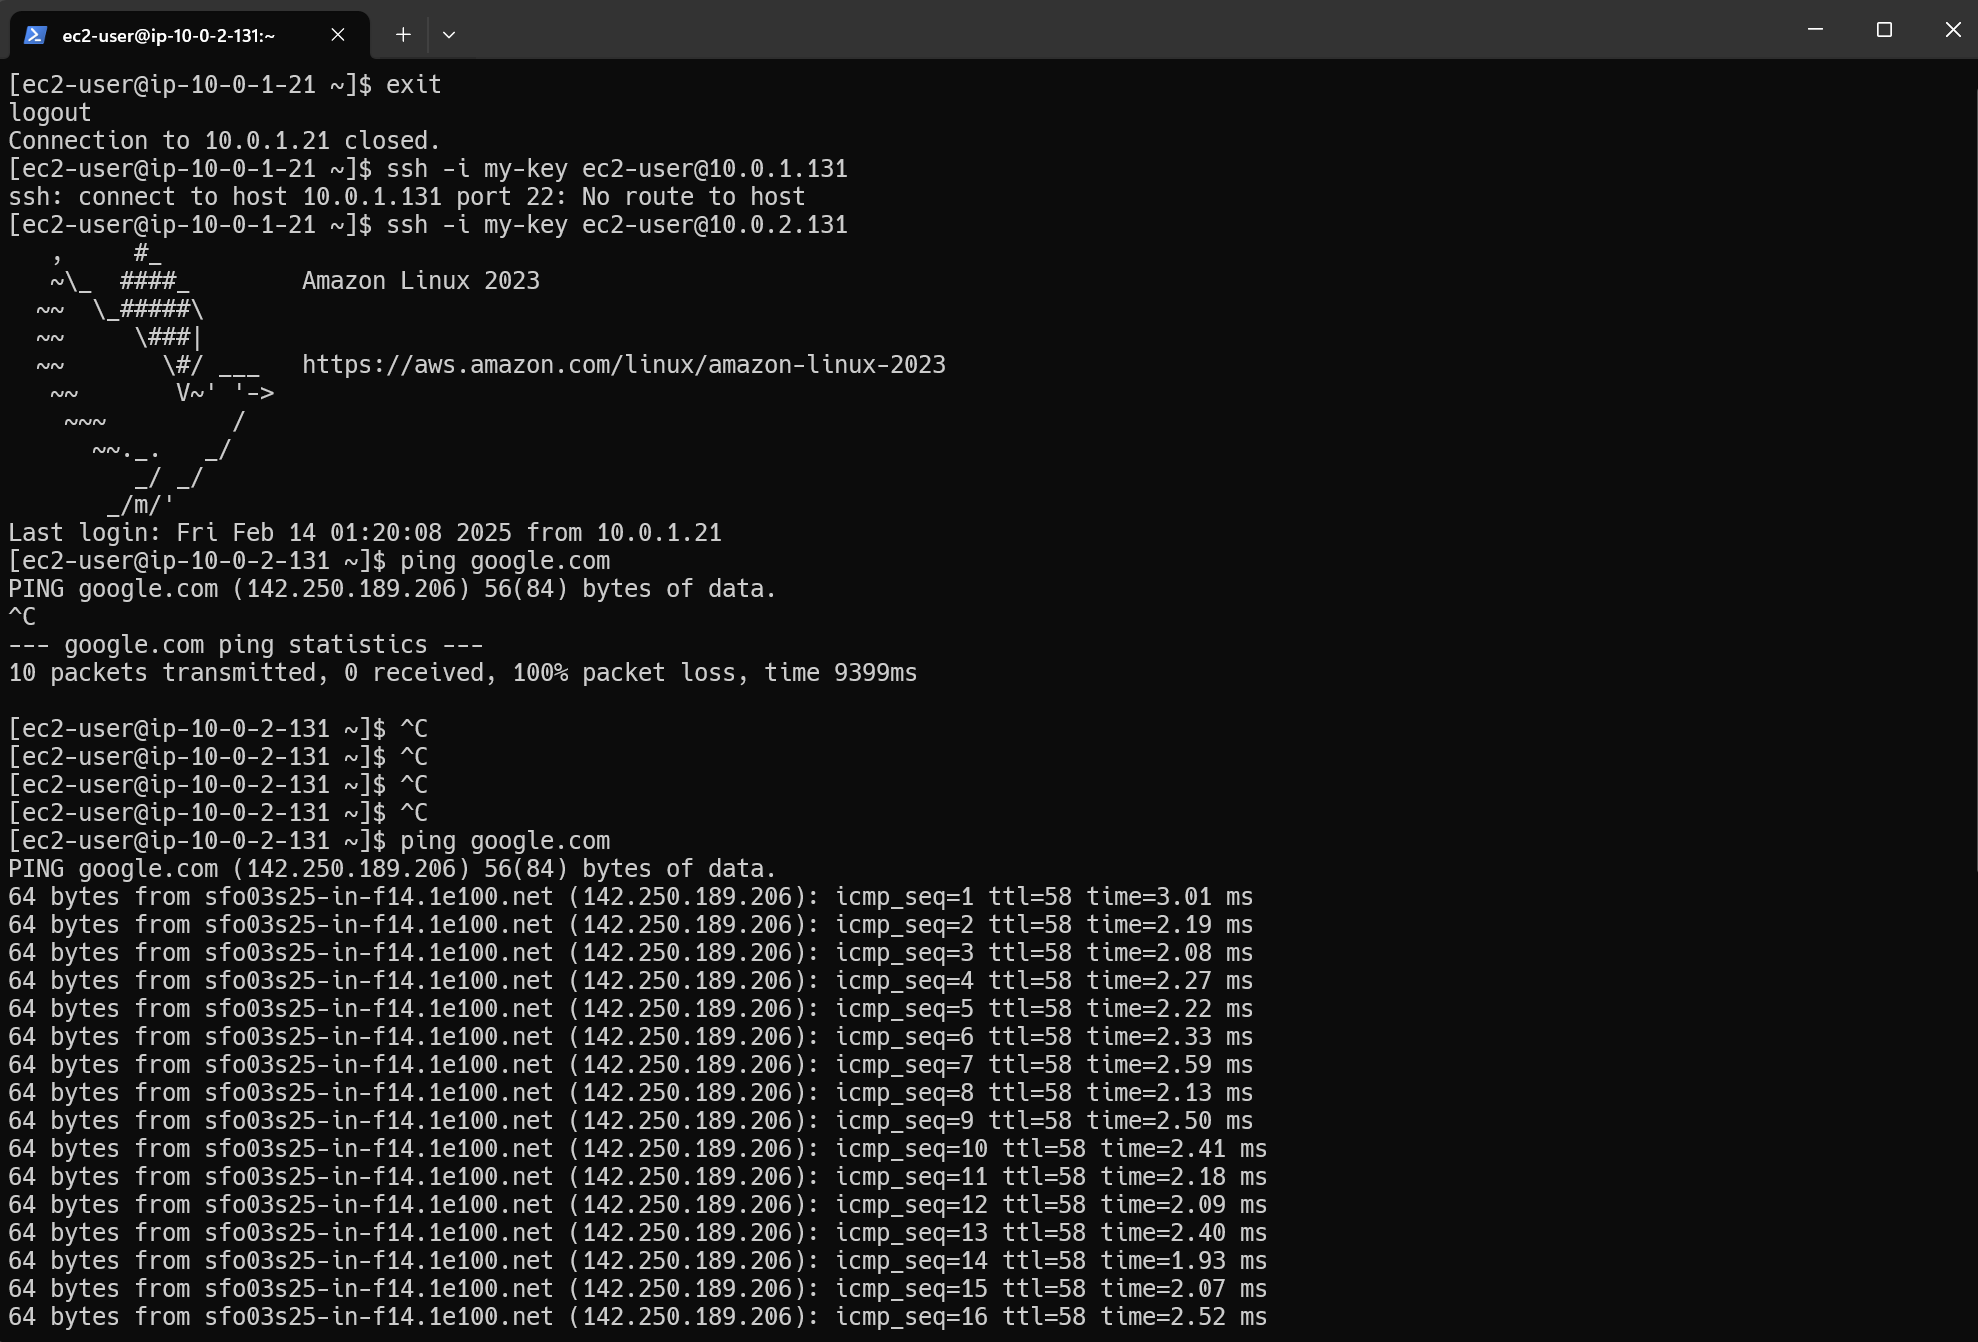 ec2-user@ip-10-0-2-131:~
[ec2-user@ip-10-0-1-21 ~]$ exit
logout
Connection to 10.0.1.21 closed.
[ec2-user@ip-10-0-1-21 ~]$ ssh -i my-key ec2-user@10.0.1.131
ssh: connect to host 10.0.1.131 port 22: No route to host
[ec2-user@ip-10-0-1-21 ~]$ ssh -i my-key ec2-user@10.0.2.131
   ,     #_
   ~\_  ####_        Amazon Linux 2023
  ~~  \_#####\
  ~~     \###|
  ~~       \#/ ___   https://aws.amazon.com/linux/amazon-linux-2023
   ~~       V~' '->
    ~~~         /
      ~~._.   _/
         _/ _/
       _/m/'
Last login: Fri Feb 14 01:20:08 2025 from 10.0.1.21
[ec2-user@ip-10-0-2-131 ~]$ ping google.com
PING google.com (142.250.189.206) 56(84) bytes of data.
^C
--- google.com ping statistics ---
10 packets transmitted, 0 received, 100% packet loss, time 9399ms

[ec2-user@ip-10-0-2-131 ~]$ ^C
[ec2-user@ip-10-0-2-131 ~]$ ^C
[ec2-user@ip-10-0-2-131 ~]$ ^C
[ec2-user@ip-10-0-2-131 ~]$ ^C
[ec2-user@ip-10-0-2-131 ~]$ ping google.com
PING google.com (142.250.189.206) 56(84) bytes of data.
64 bytes from sfo03s25-in-f14.1e100.net (142.250.189.206): icmp_seq=1 ttl=58 time=3.01 ms
64 bytes from sfo03s25-in-f14.1e100.net (142.250.189.206): icmp_seq=2 ttl=58 time=2.19 ms
64 bytes from sfo03s25-in-f14.1e100.net (142.250.189.206): icmp_seq=3 ttl=58 time=2.08 ms
64 bytes from sfo03s25-in-f14.1e100.net (142.250.189.206): icmp_seq=4 ttl=58 time=2.27 ms
64 bytes from sfo03s25-in-f14.1e100.net (142.250.189.206): icmp_seq=5 ttl=58 time=2.22 ms
64 bytes from sfo03s25-in-f14.1e100.net (142.250.189.206): icmp_seq=6 ttl=58 time=2.33 ms
64 bytes from sfo03s25-in-f14.1e100.net (142.250.189.206): icmp_seq=7 ttl=58 time=2.59 ms
64 bytes from sfo03s25-in-f14.1e100.net (142.250.189.206): icmp_seq=8 ttl=58 time=2.13 ms
64 bytes from sfo03s25-in-f14.1e100.net (142.250.189.206): icmp_seq=9 ttl=58 time=2.50 ms
64 bytes from sfo03s25-in-f14.1e100.net (142.250.189.206): icmp_seq=10 ttl=58 time=2.41 ms
64 bytes from sfo03s25-in-f14.1e100.net (142.250.189.206): icmp_seq=11 ttl=58 time=2.18 ms
64 bytes from sfo03s25-in-f14.1e100.net (142.250.189.206): icmp_seq=12 ttl=58 time=2.09 ms
64 bytes from sfo03s25-in-f14.1e100.net (142.250.189.206): icmp_seq=13 ttl=58 time=2.40 ms
64 bytes from sfo03s25-in-f14.1e100.net (142.250.189.206): icmp_seq=14 ttl=58 time=1.93 ms
64 bytes from sfo03s25-in-f14.1e100.net (142.250.189.206): icmp_seq=15 ttl=58 time=2.07 ms
64 bytes from sfo03s25-in-f14.1e100.net (142.250.189.206): icmp_seq=16 ttl=58 time=2.52 ms